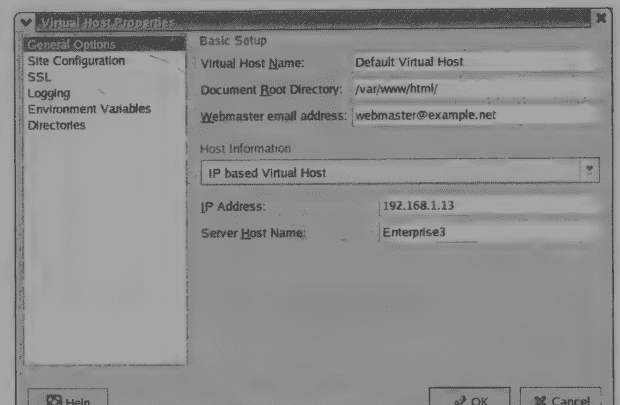 Virtual Host Properties
General Options
Site Configuration
SSL
Logging
Environment Variables
Directories
Basic Setup
Virtual Host Name: Default Virtual Host
Document Root Directory: /var/www/html/
Webmaster email address: webmaster@example.net
Host Information
IP based Virtual Host
IP Address: 192.168.1.13
Server Host Name: Enterprise3
Help
OK
Cancel